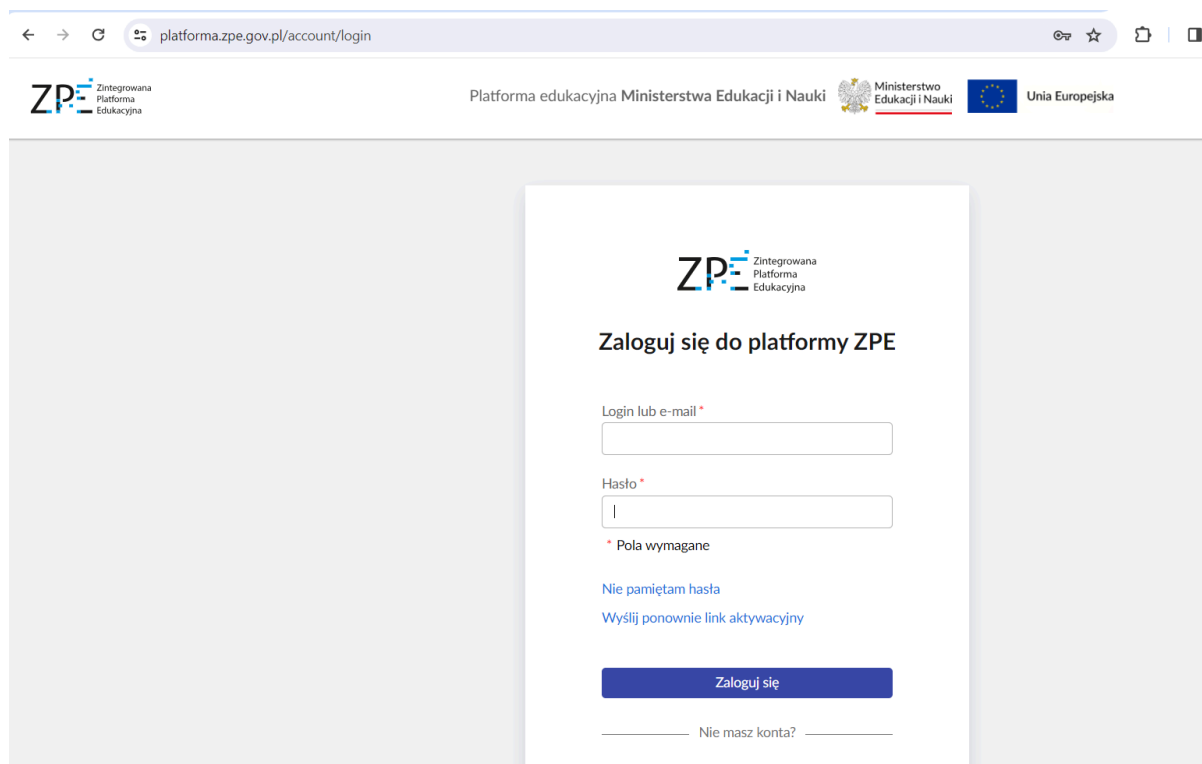 platforma.zpe.gov.pl/account/login
ZPE Zintegrowana
Platforma
Edukacyjna
Platforma edukacyjna Ministerstwa Edukacji i Nauki
Ministerstwo
Edukacji i Nauki
Unia Europejska
ZPE Zintegrowana
Platforma
Edukacyjna
Zaloguj się do platformy ZPE
Login lub e-mail *
Hasło *
* Pola wymagane
Nie pamiętam hasła
Wyślij ponownie link aktywacyjny
Zaloguj się
Nie masz konta?